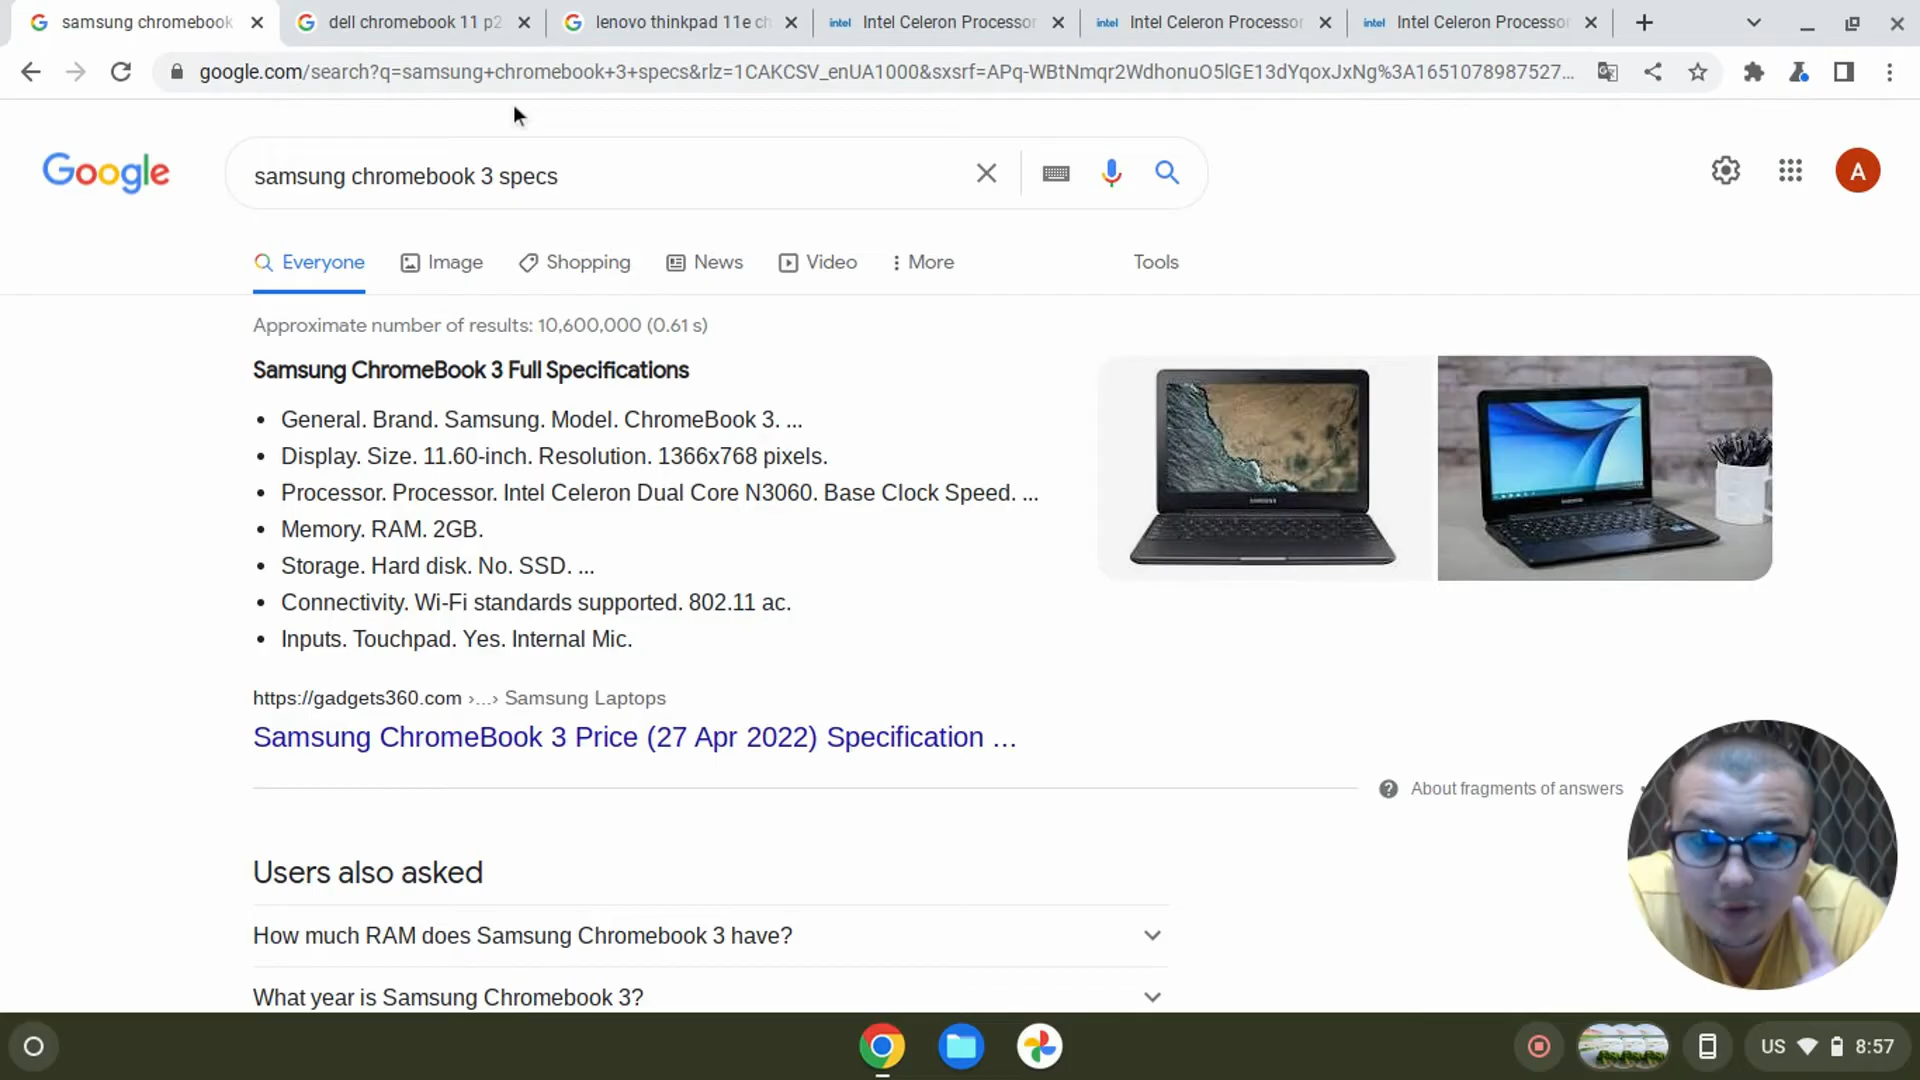 samsung chromebook
dell chromebook 11 p2
lenovo thinkpad 11e ch
intel Intel Celeron Processor
intel Intel Celeron Processor
intel Intel Celeron Processor
google.com/search?q=samsung+chromebook+3+specs&rlz=1CAKCSV_enUA1000&sxsrf=APq-WBtNmqr2WdhonuO5lGE13dYqoxJxNg%3A1651078987527...
Google
samsung chromebook 3 specs
A
Everyone
Image
Shopping
News
Video
More
Tools
Approximate number of results: 10,600,000 (0.61 s)
Samsung ChromeBook 3 Full Specifications
• General. Brand. Samsung. Model. ChromeBook 3. ...
• Display. Size. 11.60-inch. Resolution. 1366x768 pixels.
• Processor. Processor. Intel Celeron Dual Core N3060. Base Clock Speed. ...
• Memory. RAM. 2GB.
• Storage. Hard disk. No. SSD. ...
• Connectivity. Wi-Fi standards supported. 802.11 ac.
• Inputs. Touchpad. Yes. Internal Mic.
https://gadgets360.com ›...› Samsung Laptops
Samsung ChromeBook 3 Price (27 Apr 2022) Specification ...
About fragments of answers
Users also asked
How much RAM does Samsung Chromebook 3 have?
What year is Samsung Chromebook 3?
US
8:57